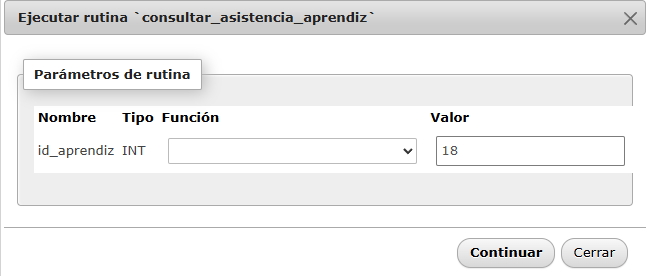 Ejecutar rutina `consultar_asistencia_aprendiz`
Parámetros de rutina
Nombre Tipo Función Valor
id_aprendiz INT 18
Continuar Cerrar